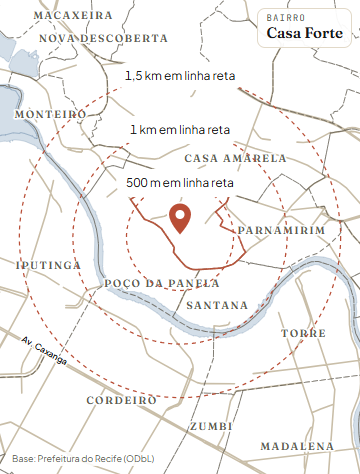 MACAXEIRA
BAIRRO
Casa Forte
NOVA DESCOBERTA
1,5 km em linha reta
MONTEIRO
1 km em linha reta
CASA AMARELA
500 m em linha reta
PARNAMIRIM
IPUTINGA
POÇO DA PANELA
SANTANA
TORRE
Av. Caxangá
CORDEIRO
ZUMBI
MADALENA
Base: Prefeitura do Recife (ODbL)